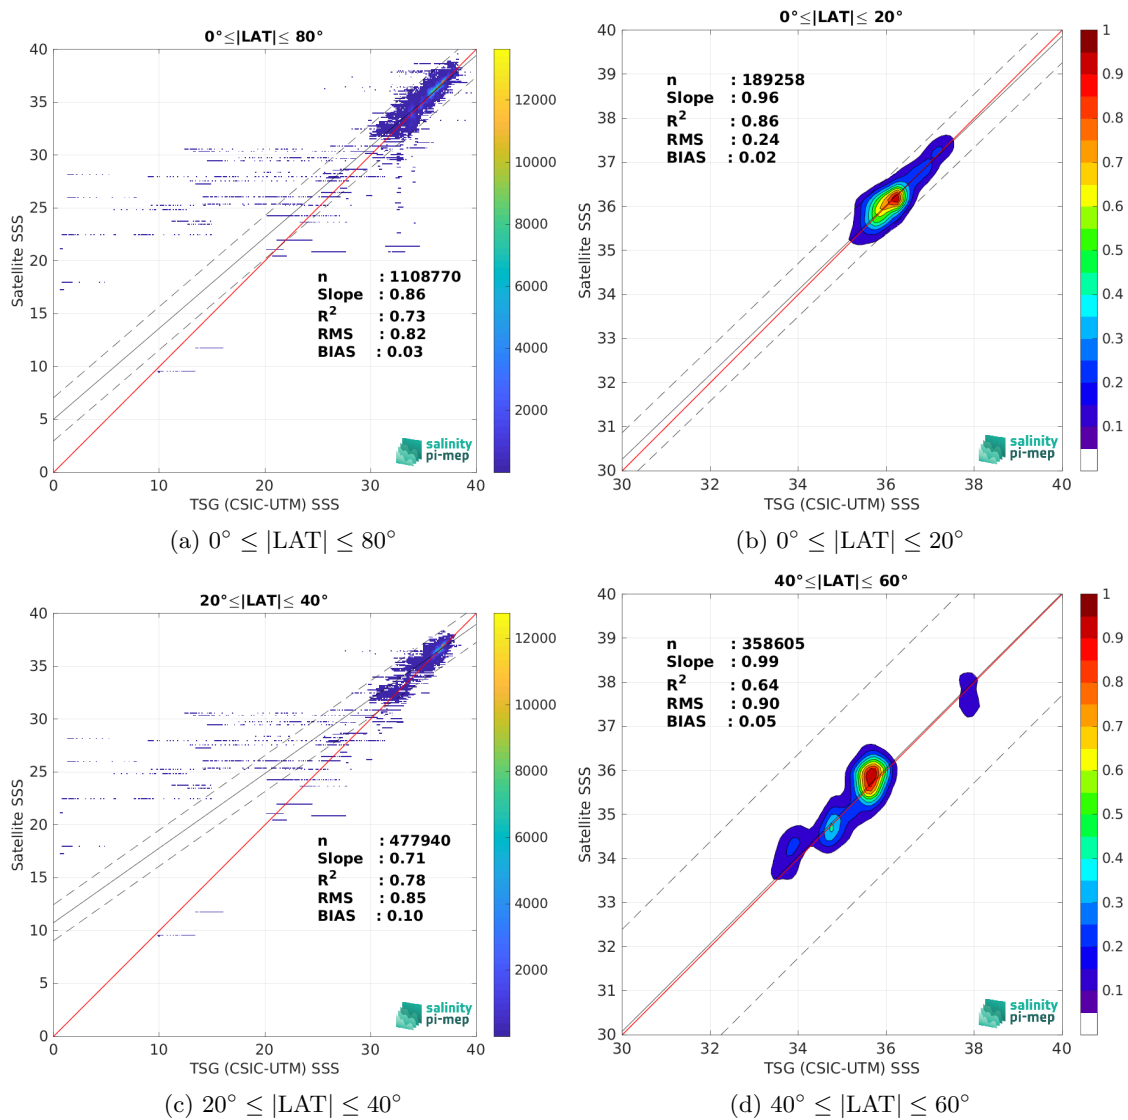 0°≤|LAT|≤ 80°
40
35
30
25
20
15
10
5
0
Satellite SSS
n : 1108770
Slope : 0.86
R² : 0.73
RMS : 0.82
BIAS : 0.03
salinity
pi-mep
0 10 20 30 40
TSG (CSIC-UTM) SSS
12000
10000
8000
6000
4000
2000
(a) 0° ≤ |LAT| ≤ 80°
0°≤|LAT|≤ 20°
40
39
38
37
36
35
34
33
32
31
30
Satellite SSS
n : 189258
Slope : 0.96
R² : 0.86
RMS : 0.24
BIAS : 0.02
salinity
pi-mep
30 32 34 36 38 40
TSG (CSIC-UTM) SSS
1
0.9
0.8
0.7
0.6
0.5
0.4
0.3
0.2
0.1
(b) 0° ≤ |LAT| ≤ 20°
20°≤|LAT|≤ 40°
40
35
30
25
20
15
10
5
0
Satellite SSS
n : 477940
Slope : 0.71
R² : 0.78
RMS : 0.85
BIAS : 0.10
salinity
pi-mep
0 10 20 30 40
TSG (CSIC-UTM) SSS
12000
10000
8000
6000
4000
2000
0
(c) 20° ≤ |LAT| ≤ 40°
40°≤|LAT|≤ 60°
40
39
38
37
36
35
34
33
32
31
30
Satellite SSS
n : 358605
Slope : 0.99
R² : 0.64
RMS : 0.90
BIAS : 0.05
salinity
pi-mep
30 32 34 36 38 40
TSG (CSIC-UTM) SSS
1
0.9
0.8
0.7
0.6
0.5
0.4
0.3
0.2
0.1
(d) 40° ≤ |LAT| ≤ 60°